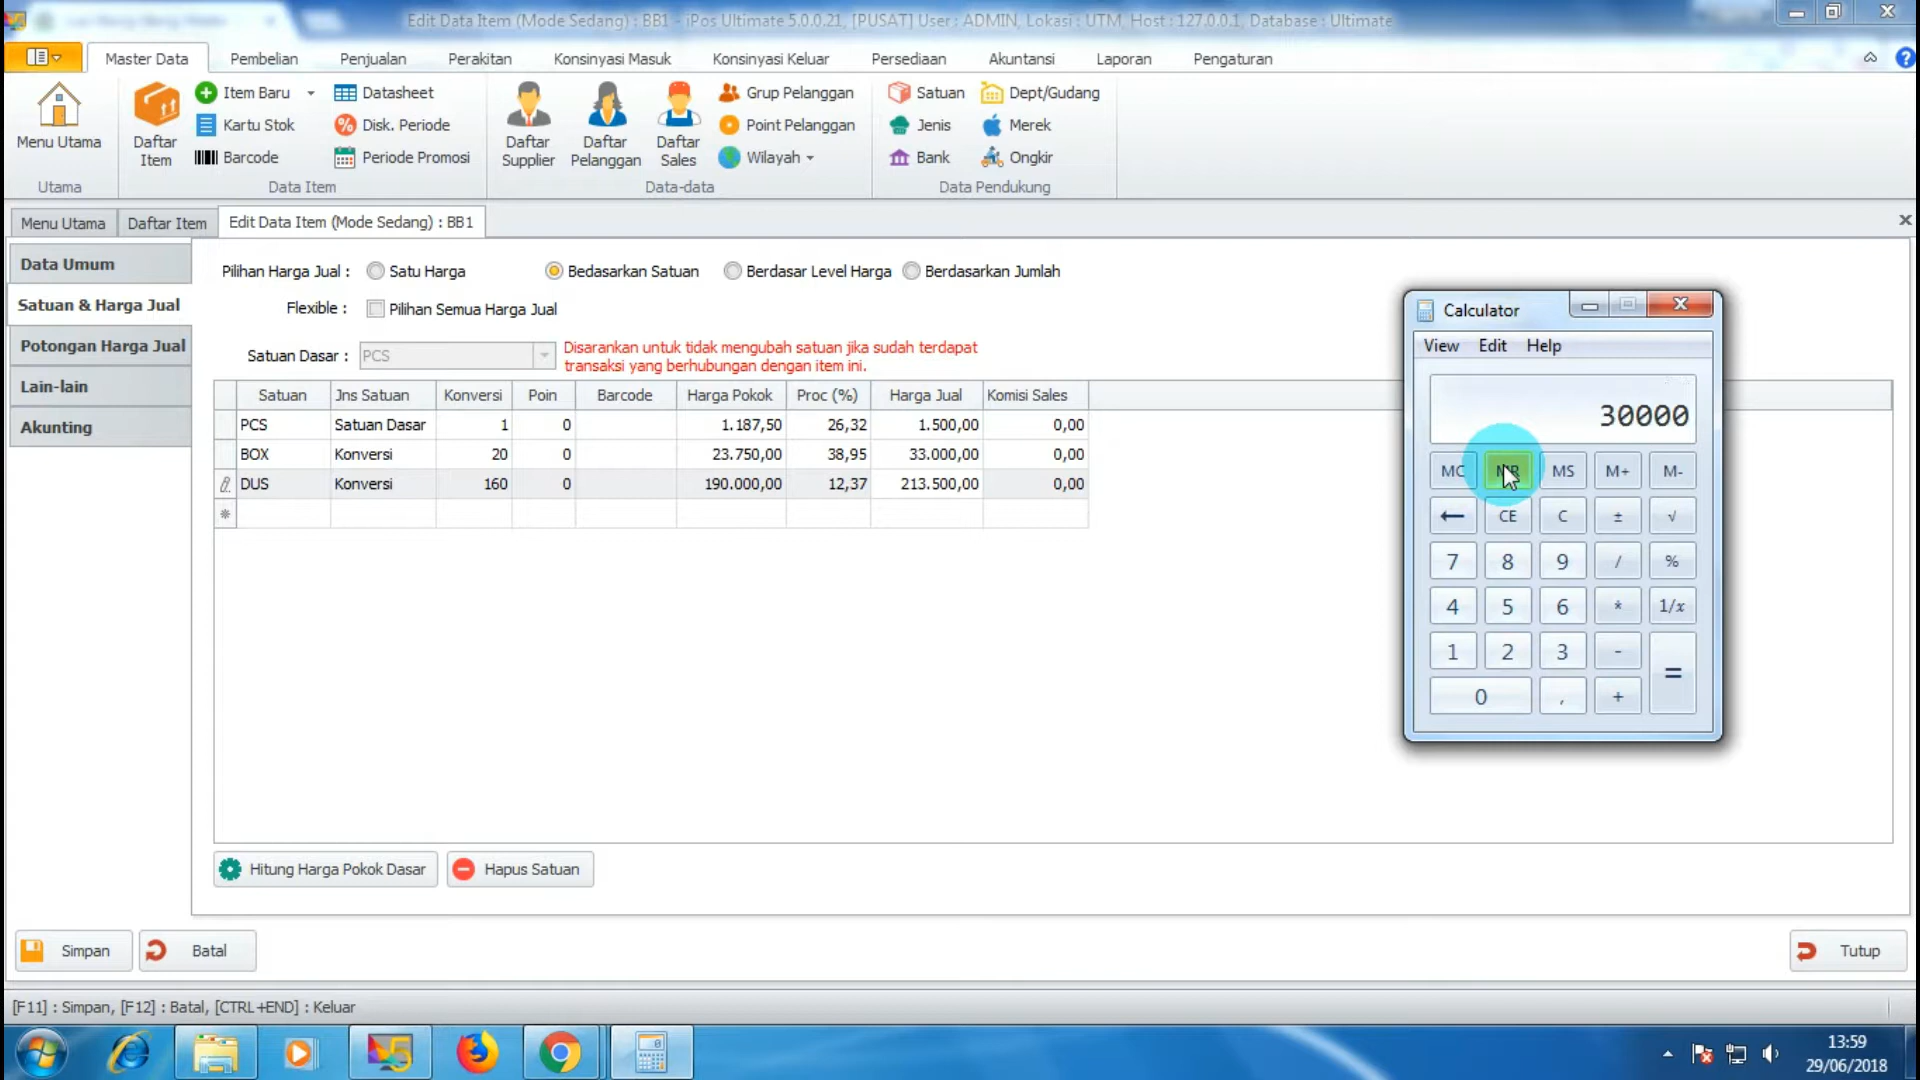 Edit Data Item (Mode Sedang) : BB1 - iPos Ultimate 5.0.0.21, [PUSAT] User : ADMIN, Lokasi : UTM, Host : 127.0.0.1, Database : Ultimate
Master Data Pembelian Penjualan Perakitan Konsinyasi Masuk Konsinyasi Keluar Persediaan Akuntansi Laporan Pengaturan
Menu Utama
Utama
Daftar Item
Item Baru
Kartu Stok
Barcode
Datasheet
Disk. Periode
Periode Promosi
Data Item
Daftar Supplier
Daftar Pelanggan
Daftar Sales
Grup Pelanggan
Point Pelanggan
Wilayah
Data-data
Satuan
Jenis
Bank
Dept/Gudang
Merek
Ongkir
Data Pendukung
Menu Utama Daftar Item Edit Data Item (Mode Sedang) : BB1
Data Umum
Satuan & Harga Jual
Potongan Harga Jual
Lain-lain
Akunting
Pilihan Harga Jual : Satu Harga Bedasarkan Satuan Berdasar Level Harga Berdasarkan Jumlah
Flexible : Pilihan Semua Harga Jual
Satuan Dasar : PCS
Disarankan untuk tidak mengubah satuan jika sudah terdapat
transaksi yang berhubungan dengan item ini.
Satuan Jns Satuan Konversi Poin Barcode Harga Pokok Proc (%) Harga Jual Komisi Sales
PCS Satuan Dasar 1 0 1.187,50 26,32 1.500,00 0,00
BOX Konversi 20 0 23.750,00 38,95 33.000,00 0,00
DUS Konversi 160 0 190.000,00 12,37 213.500,00 0,00
Hitung Harga Pokok Dasar Hapus Satuan
Calculator
View Edit Help
30000
MC MR MS M+ M-
← CE C ± √
7 8 9 / %
4 5 6 * 1/x
1 2 3 - =
0 , +
Simpan Batal Tutup
[F11] : Simpan, [F12] : Batal, [CTRL+END] : Keluar
13:59
29/06/2018